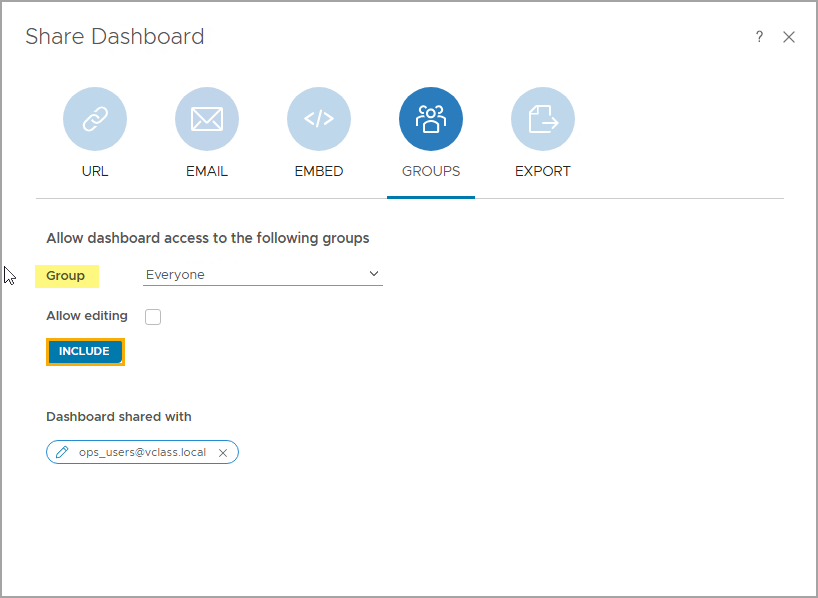 Share Dashboard
?
URL
EMAIL
</>
EMBED
GROUPS
EXPORT
Allow dashboard access to the following groups
Group
Everyone
Allow editing
INCLUDE
Dashboard shared with
ops_users@vclass.local